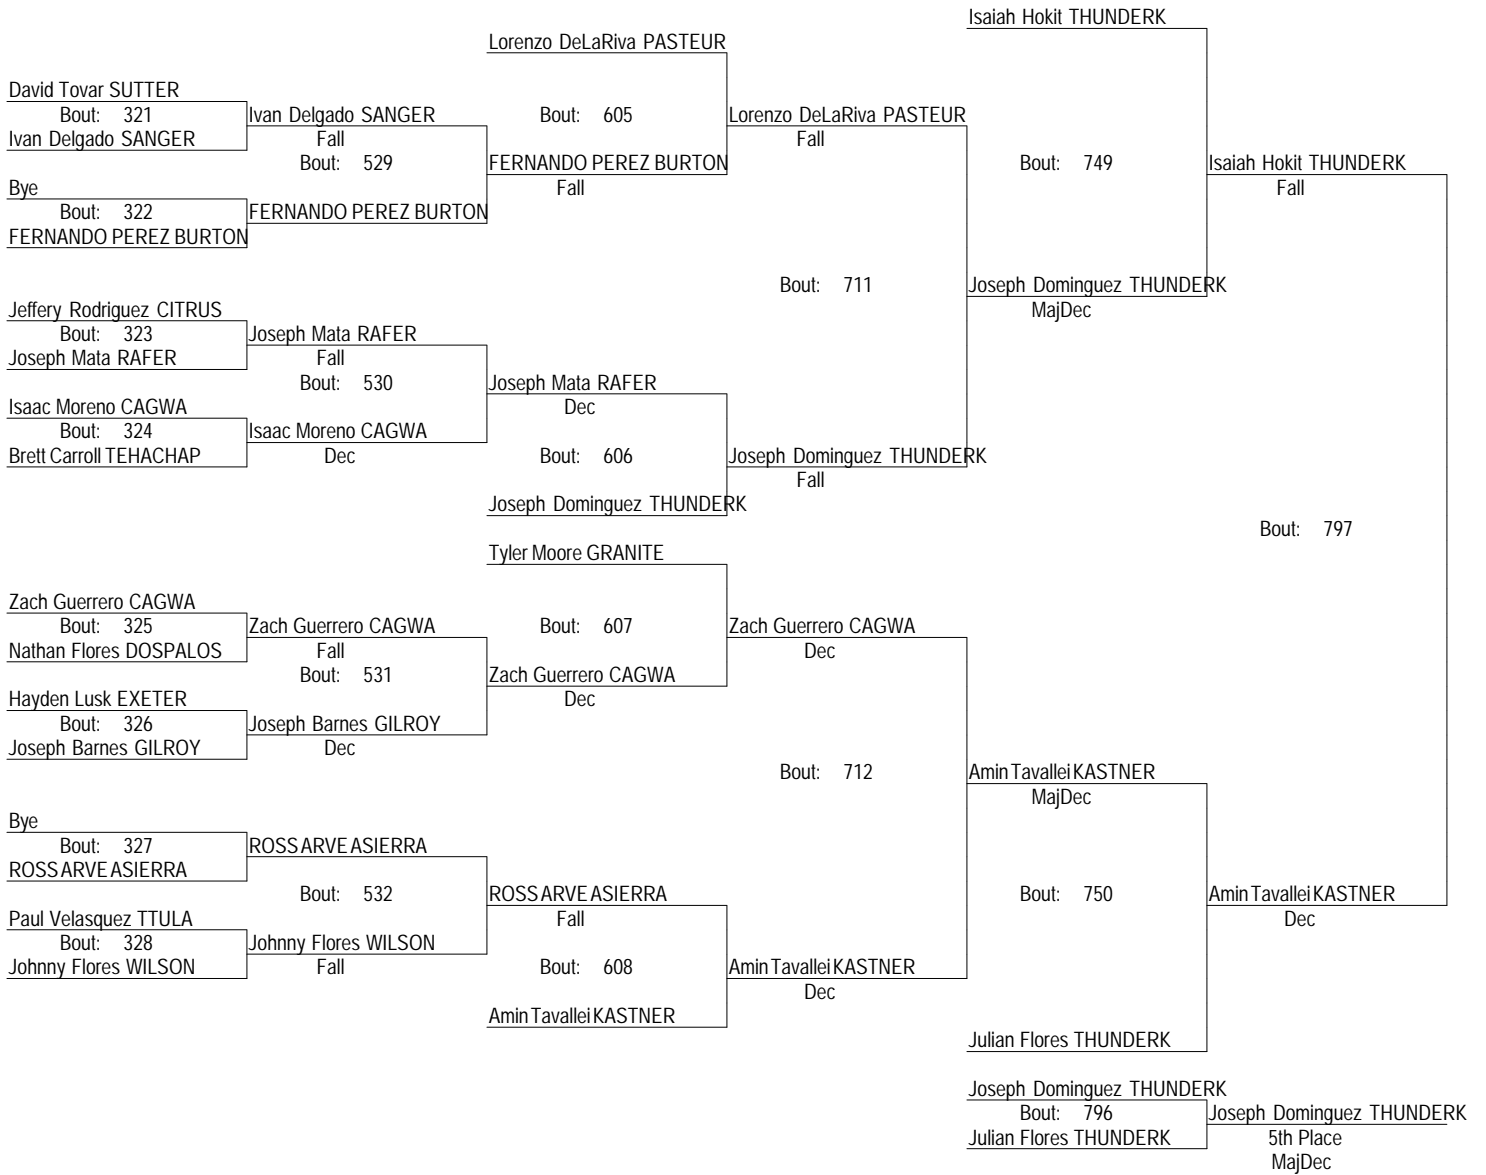 Isaiah Hokit THUNDERK
Lorenzo DeLaRiva PASTEUR
David Tovar SUTTER
Bout: 321
Ivan Delgado SANGER
Ivan Delgado SANGER
Fall
Bout: 529
Bye
Bout: 322
FERNANDO PEREZ BURTON
FERNANDO PEREZ BURTON
Bout: 605
FERNANDO PEREZ BURTON
Fall
Lorenzo DeLaRiva PASTEUR
Fall
Bout: 749
Isaiah Hokit THUNDERK
Fall
Jeffery Rodriguez CITRUS
Bout: 323
Joseph Mata RAFER
Joseph Mata RAFER
Fall
Bout: 530
Isaac Moreno CAGWA
Bout: 324
Brett Carroll TEHACHAP
Isaac Moreno CAGWA
Dec
Joseph Mata RAFER
Dec
Bout: 606
Joseph Dominguez THUNDERK
Bout: 711
Joseph Dominguez THUNDERK
Fall
Joseph Dominguez THUNDERK
MajDec
Bout: 797
Tyler Moore GRANITE
Zach Guerrero CAGWA
Bout: 325
Nathan Flores DOSPALOS
Zach Guerrero CAGWA
Fall
Bout: 531
Hayden Lusk EXETER
Bout: 326
Joseph Barnes GILROY
Joseph Barnes GILROY
Dec
Bout: 607
Zach Guerrero CAGWA
Dec
Zach Guerrero CAGWA
Dec
Bout: 712
Amin Tavallei KASTNER
MajDec
Bye
Bout: 327
ROSS ARVE ASIERRA
ROSS ARVE ASIERRA
Bout: 532
Paul Velasquez TTULA
Bout: 328
Johnny Flores WILSON
Johnny Flores WILSON
Fall
ROSS ARVE ASIERRA
Fall
Bout: 608
Amin Tavallei KASTNER
Amin Tavallei KASTNER
Dec
Bout: 750
Amin Tavallei KASTNER
Dec
Julian Flores THUNDERK
Joseph Dominguez THUNDERK
Bout: 796
Julian Flores THUNDERK
Joseph Dominguez THUNDERK
5th Place
MajDec